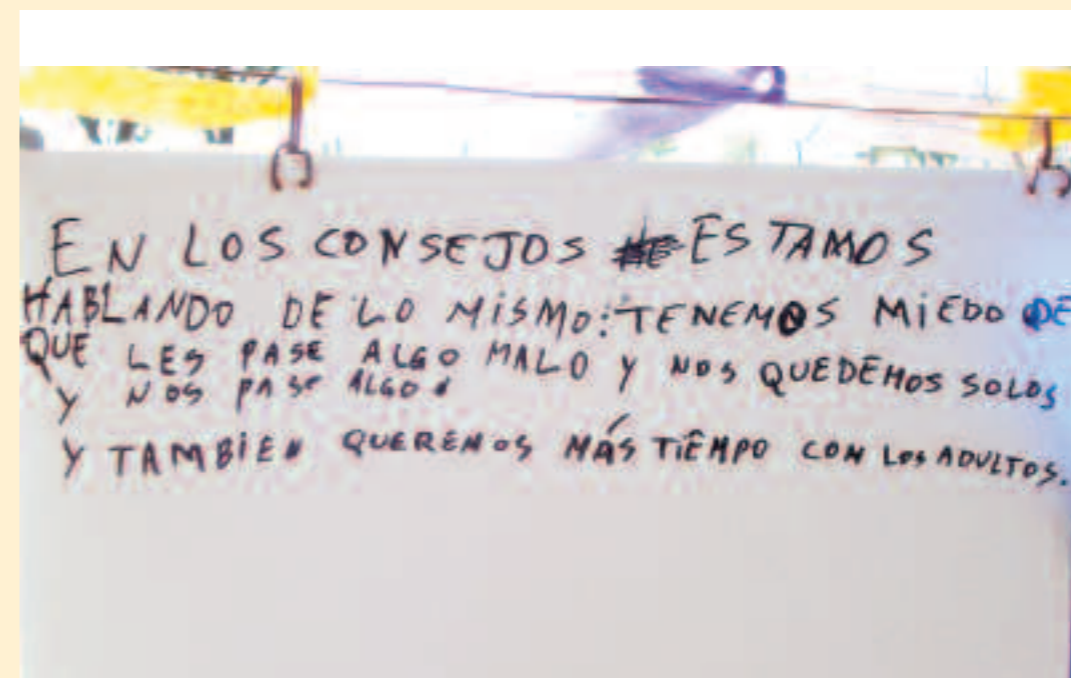 EN LOS CONSEJOS ESTAMOS
HABLANDO DE LO MISMO: TENEMOS MIEDO DE
QUE LES PASE ALGO MALO Y NOS QUEDEMOS SOLOS
Y NOS PASE ALGO.
Y TAMBIEN QUEREMOS MÁS TIEMPO CON LOS ADULTOS.